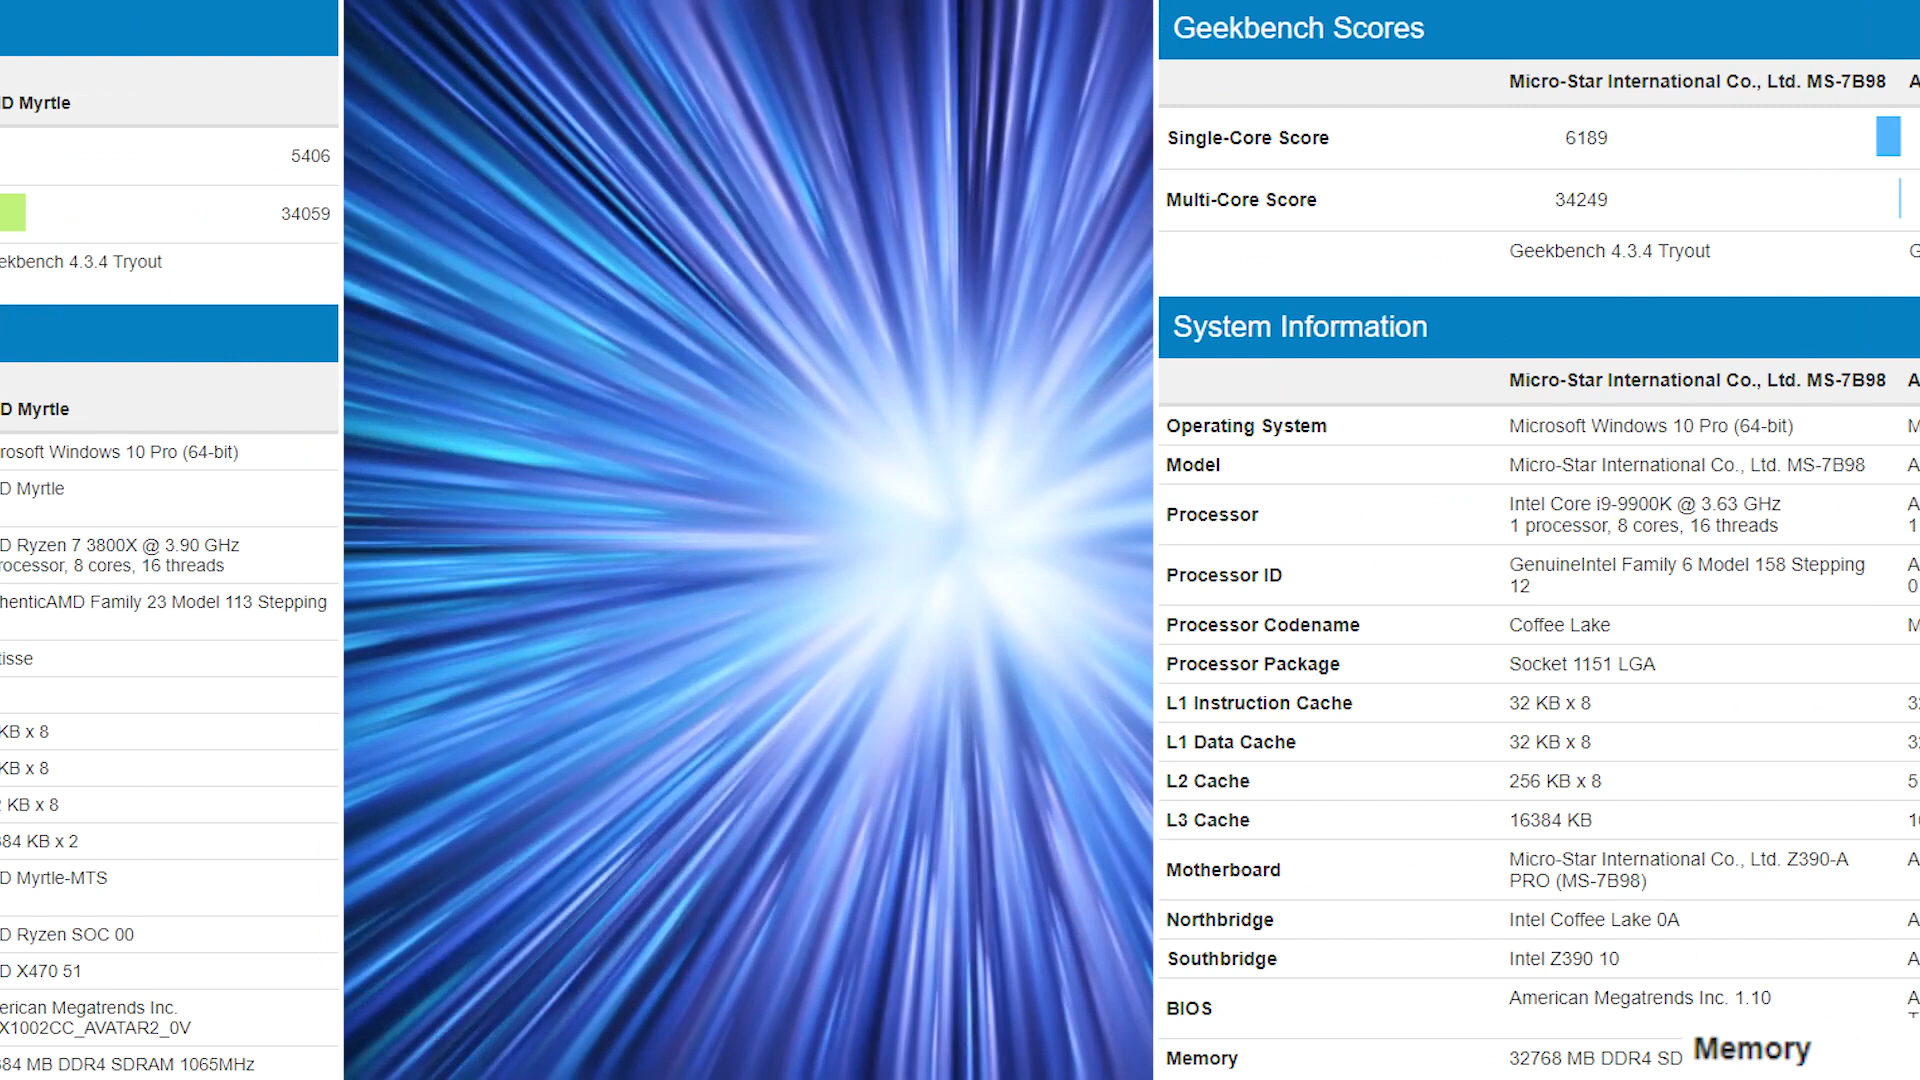 D Myrtle
5406
34059
ekbench 4.3.4 Tryout
D Myrtle
rosoft Windows 10 Pro (64-bit)
D Myrtle
D Ryzen 7 3800X @ 3.90 GHz
rocessor, 8 cores, 16 threads
henticAMD Family 23 Model 113 Stepping
tisse
KB x 8
KB x 8
KB x 8
84 KB x 2
D Myrtle-MTS
D Ryzen SOC 00
D X470 51
erican Megatrends Inc.
X1002CC_AVATAR2_0V
84 MB DDR4 SDRAM 1065MHz
Geekbench Scores
Micro-Star International Co., Ltd. MS-7B98 A
Single-Core Score 6189
Multi-Core Score 34249
Geekbench 4.3.4 Tryout G
System Information
Micro-Star International Co., Ltd. MS-7B98 A
Operating System Microsoft Windows 10 Pro (64-bit) M
Model Micro-Star International Co., Ltd. MS-7B98 A
Processor Intel Core i9-9900K @ 3.63 GHz A
1 processor, 8 cores, 16 threads 1
Processor ID GenuineIntel Family 6 Model 158 Stepping A
12 0
Processor Codename Coffee Lake M
Processor Package Socket 1151 LGA
L1 Instruction Cache 32 KB x 8 3
L1 Data Cache 32 KB x 8 3
L2 Cache 256 KB x 8 5
L3 Cache 16384 KB 1
Motherboard Micro-Star International Co., Ltd. Z390-A A
PRO (MS-7B98)
Northbridge Intel Coffee Lake 0A A
Southbridge Intel Z390 10 A
BIOS American Megatrends Inc. 1.10 A
Memory 32768 MB DDR4 SD Memory